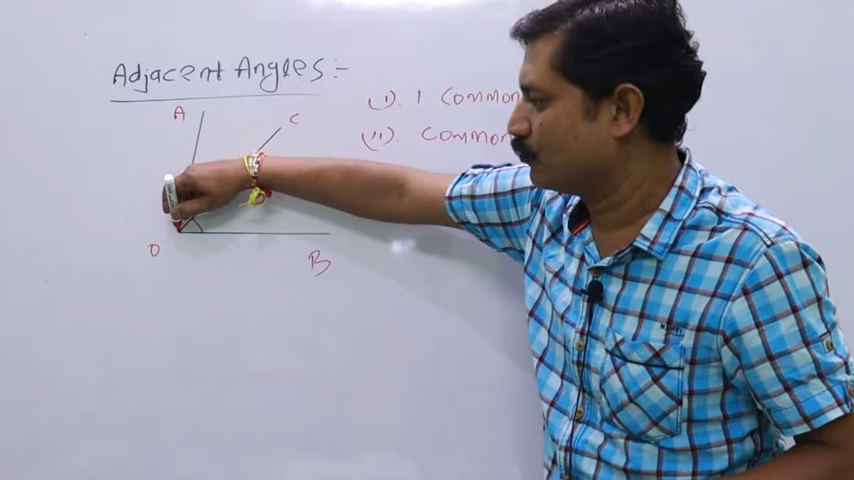 Adjacent Angles :-
(i). 1 Common
(ii). Common
A
C
O
B